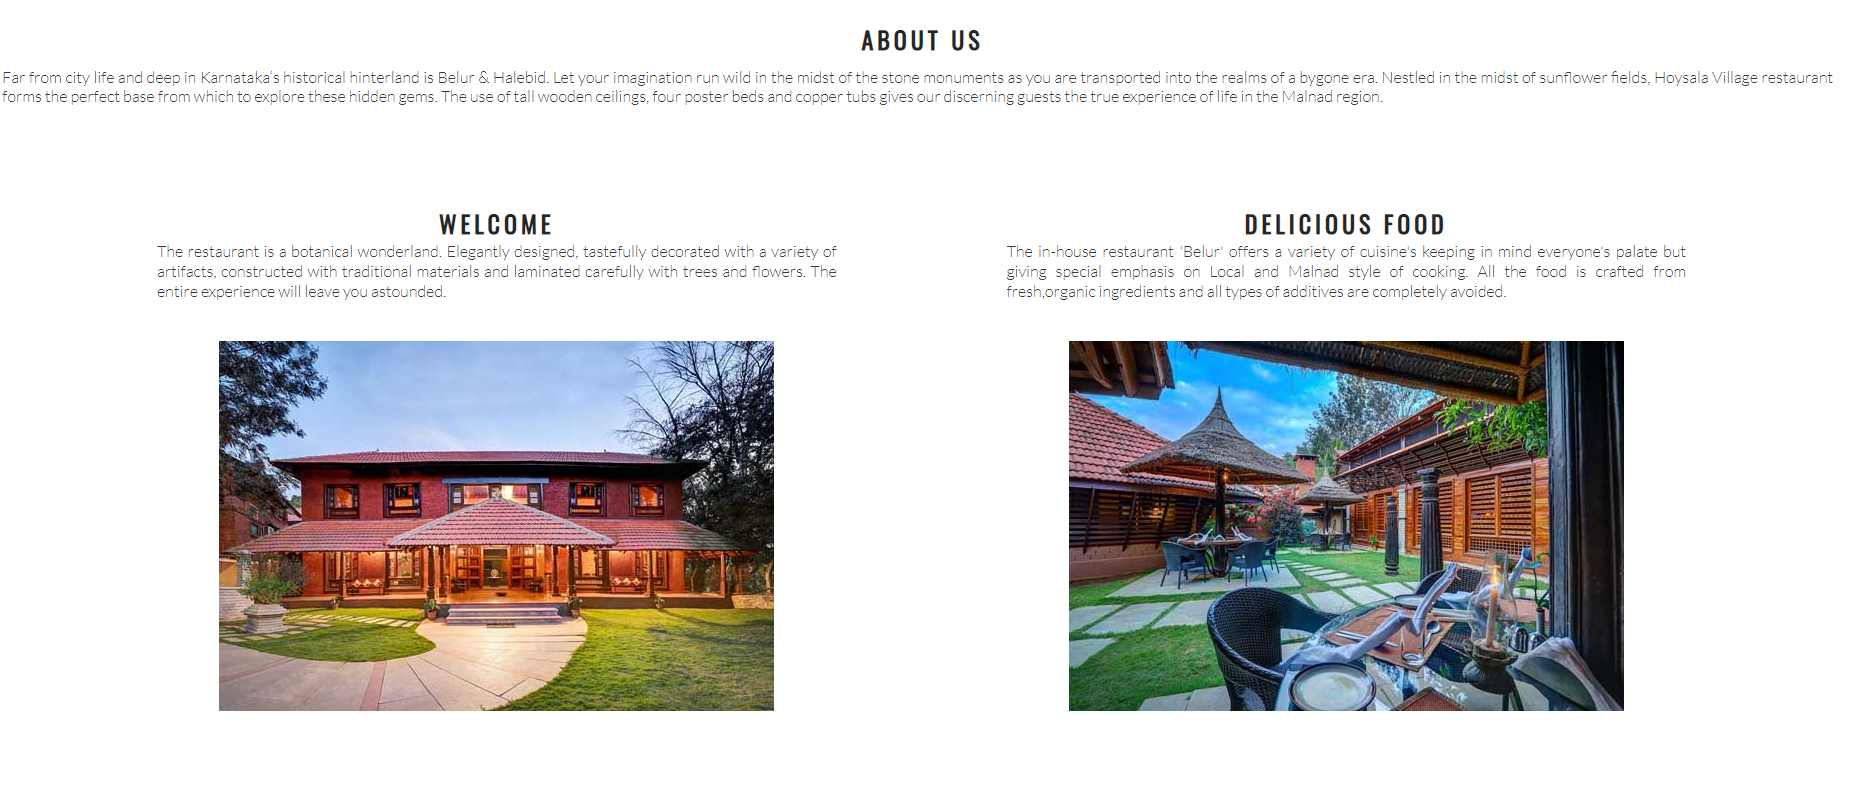 ABOUT US
Far from city life and deep in Karnataka's historical hinterland is Belur & Halebid. Let your imagination run wild in the midst of the stone monuments as you are transported into the realms of a bygone era. Nestled in the midst of sunflower fields, Hoysala Village restaurant
forms the perfect base from which to explore these hidden gems. The use of tall wooden ceilings, four poster beds and copper tubs gives our discerning guests the true experience of life in the Malnad region.
WELCOME
The restaurant is a botanical wonderland. Elegantly designed, tastefully decorated with a variety of
artifacts, constructed with traditional materials and laminated carefully with trees and flowers. The
entire experience will leave you astounded.
DELICIOUS FOOD
The in-house restaurant 'Belur' offers a variety of cuisine's keeping in mind everyone's palate but
giving special emphasis on Local and Malnad style of cooking. All the food is crafted from
fresh,organic ingredients and all types of additives are completely avoided.